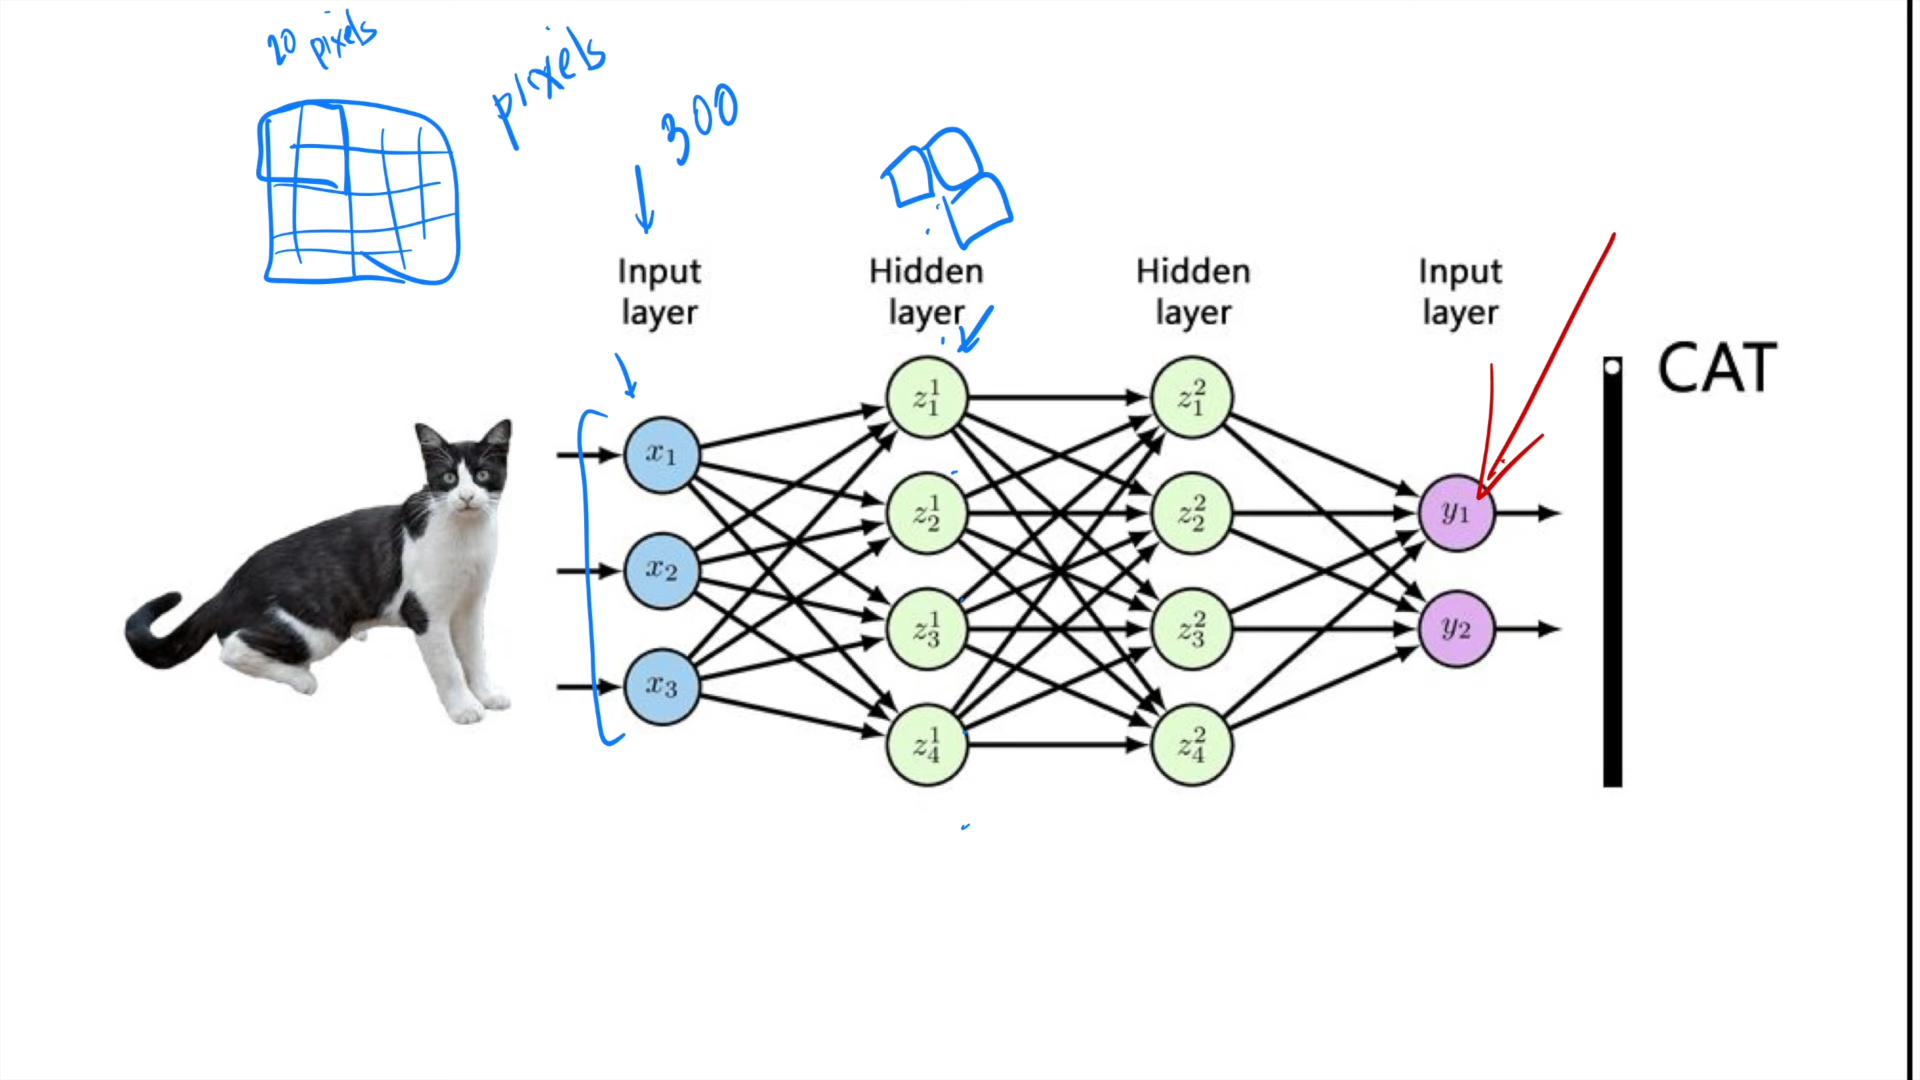 20 pixels
pixels
300
Input
layer
Hidden
layer
Hidden
layer
Input
layer
CAT
x₁
x₂
x₃
z₁¹
z₂¹
z₃¹
z₄¹
z₁²
z₂²
z₃²
z₄²
y₁
y₂